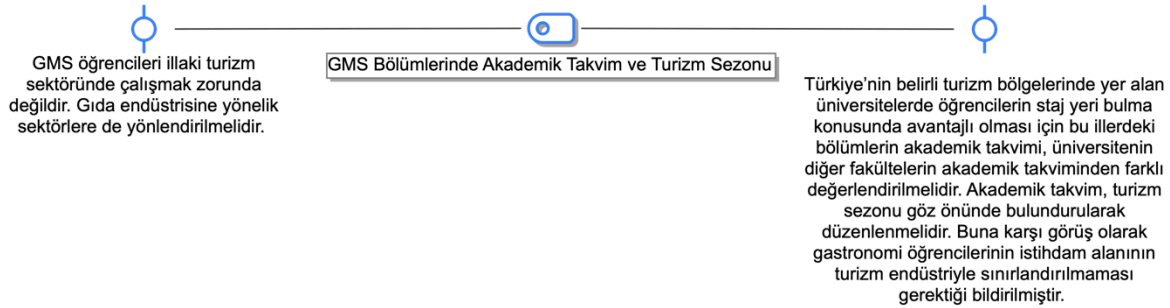 GMS öğrencileri illaki turizm
sektöründe çalışmak zorunda
değildir. Gıda endüstrisine yönelik
sektörlere de yönlendirilmelidir.
GMS Bölümlerinde Akademik Takvim ve Turizm Sezonu
Türkiye’nin belirli turizm bölgelerinde yer alan
üniversitelerde öğrencilerin staj yeri bulma
konusunda avantajlı olması için bu illerdeki
bölümlerin akademik takvimi, üniversitenin
diğer fakültelerin akademik takviminden farklı
değerlendirilmelidir. Akademik takvim, turizm
sezonu göz önünde bulundurularak
düzenlenmelidir. Buna karşı görüş olarak
gastronomi öğrencilerinin istihdam alanının
turizm endüstriyle sınırlandırılmaması
gerektiği bildirilmiştir.